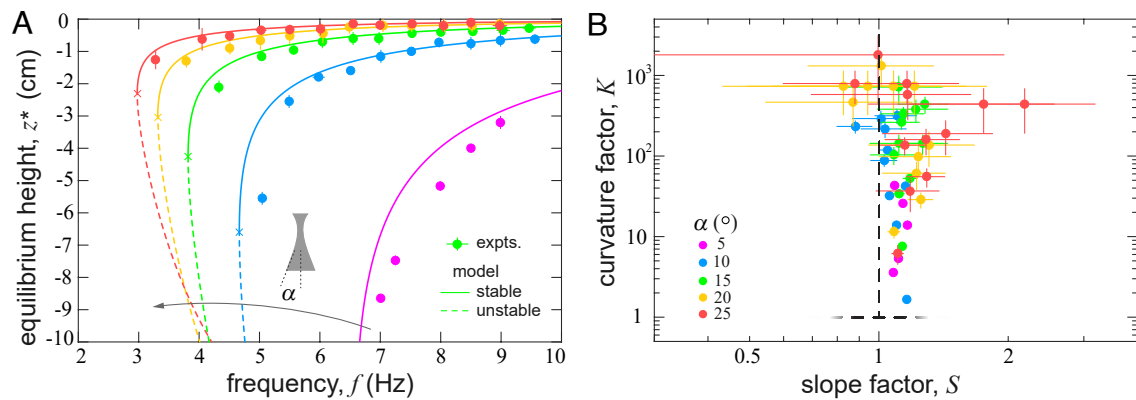 A
equilibrium height, z* (cm)
0
-1
-2
-3
-4
-5
-6
-7
-8
-9
-10
2 3 4 5 6 7 8 9 10
frequency, f (Hz)
α
expts.
model
stable
unstable
B
curvature factor, K
10³
10²
10
1
0.5 1 2
slope factor, S
α (°)
5
10
15
20
25